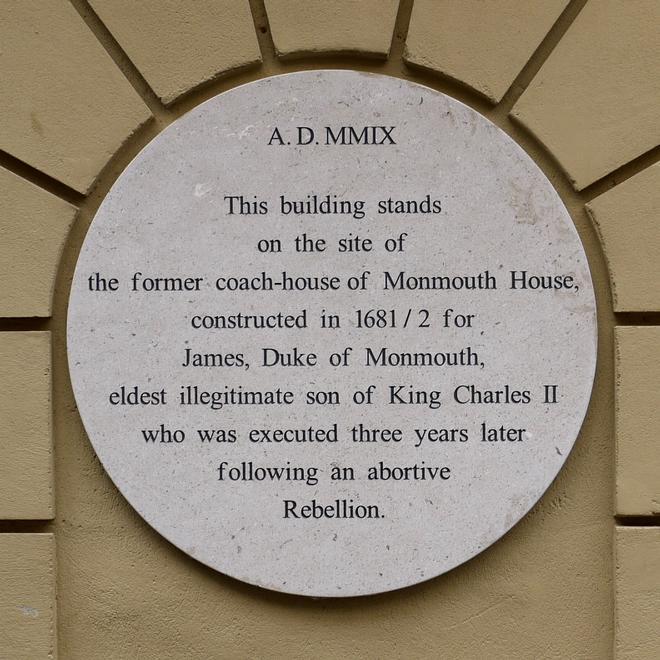 A. D. MMIX
This building stands
on the site of
the former coach-house of Monmouth House,
constructed in 1681 / 2 for
James, Duke of Monmouth,
eldest illegitimate son of King Charles II
who was executed three years later
following an abortive
Rebellion.